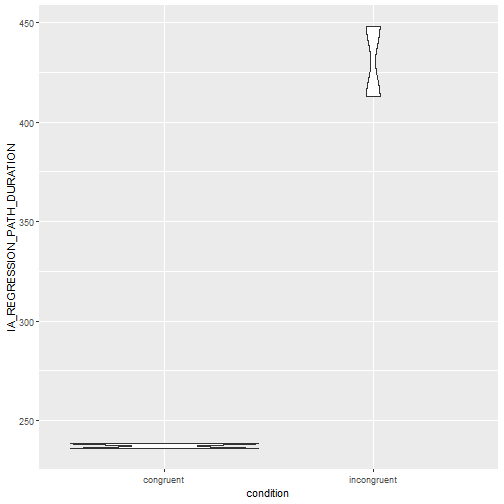 IA_REGRESSION_PATH_DURATION
450
400
350
300
250
congruent
incongruent
condition